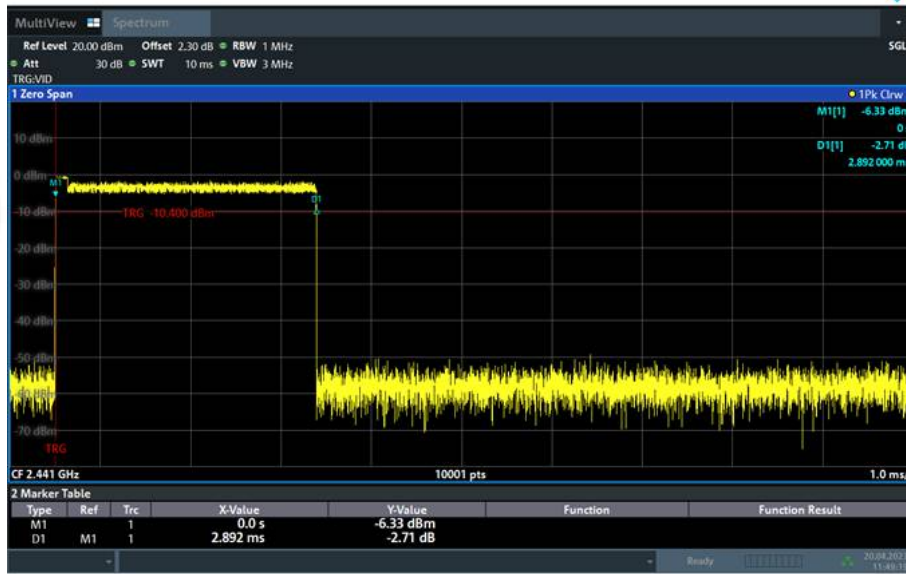 MultiView Spectrum
Ref Level 20.00 dBm Offset 2.30 dB RBW 1 MHz
SGL
Att 30 dB SWT 10 ms VBW 3 MHz
TRG:VID
1 Zero Span 1Pk Clrw
M1[1] -6.33 dBm
0
10 dBm
D1[1] -2.71 d
2.892 000 m
0 dBm
M1
D1
-10 dBm
TRG -10.400 dBm
-20 dBm
-30 dBm
-40 dBm
-50 dBm
-60 dBm
-70 dBm
TRG
CF 2.441 GHz 10001 pts 1.0 ms/
2 Marker Table
Type Ref Trc X-Value Y-Value Function Function Result
M1 1 0.0 s -6.33 dBm
D1 M1 1 2.892 ms -2.71 dB
Ready